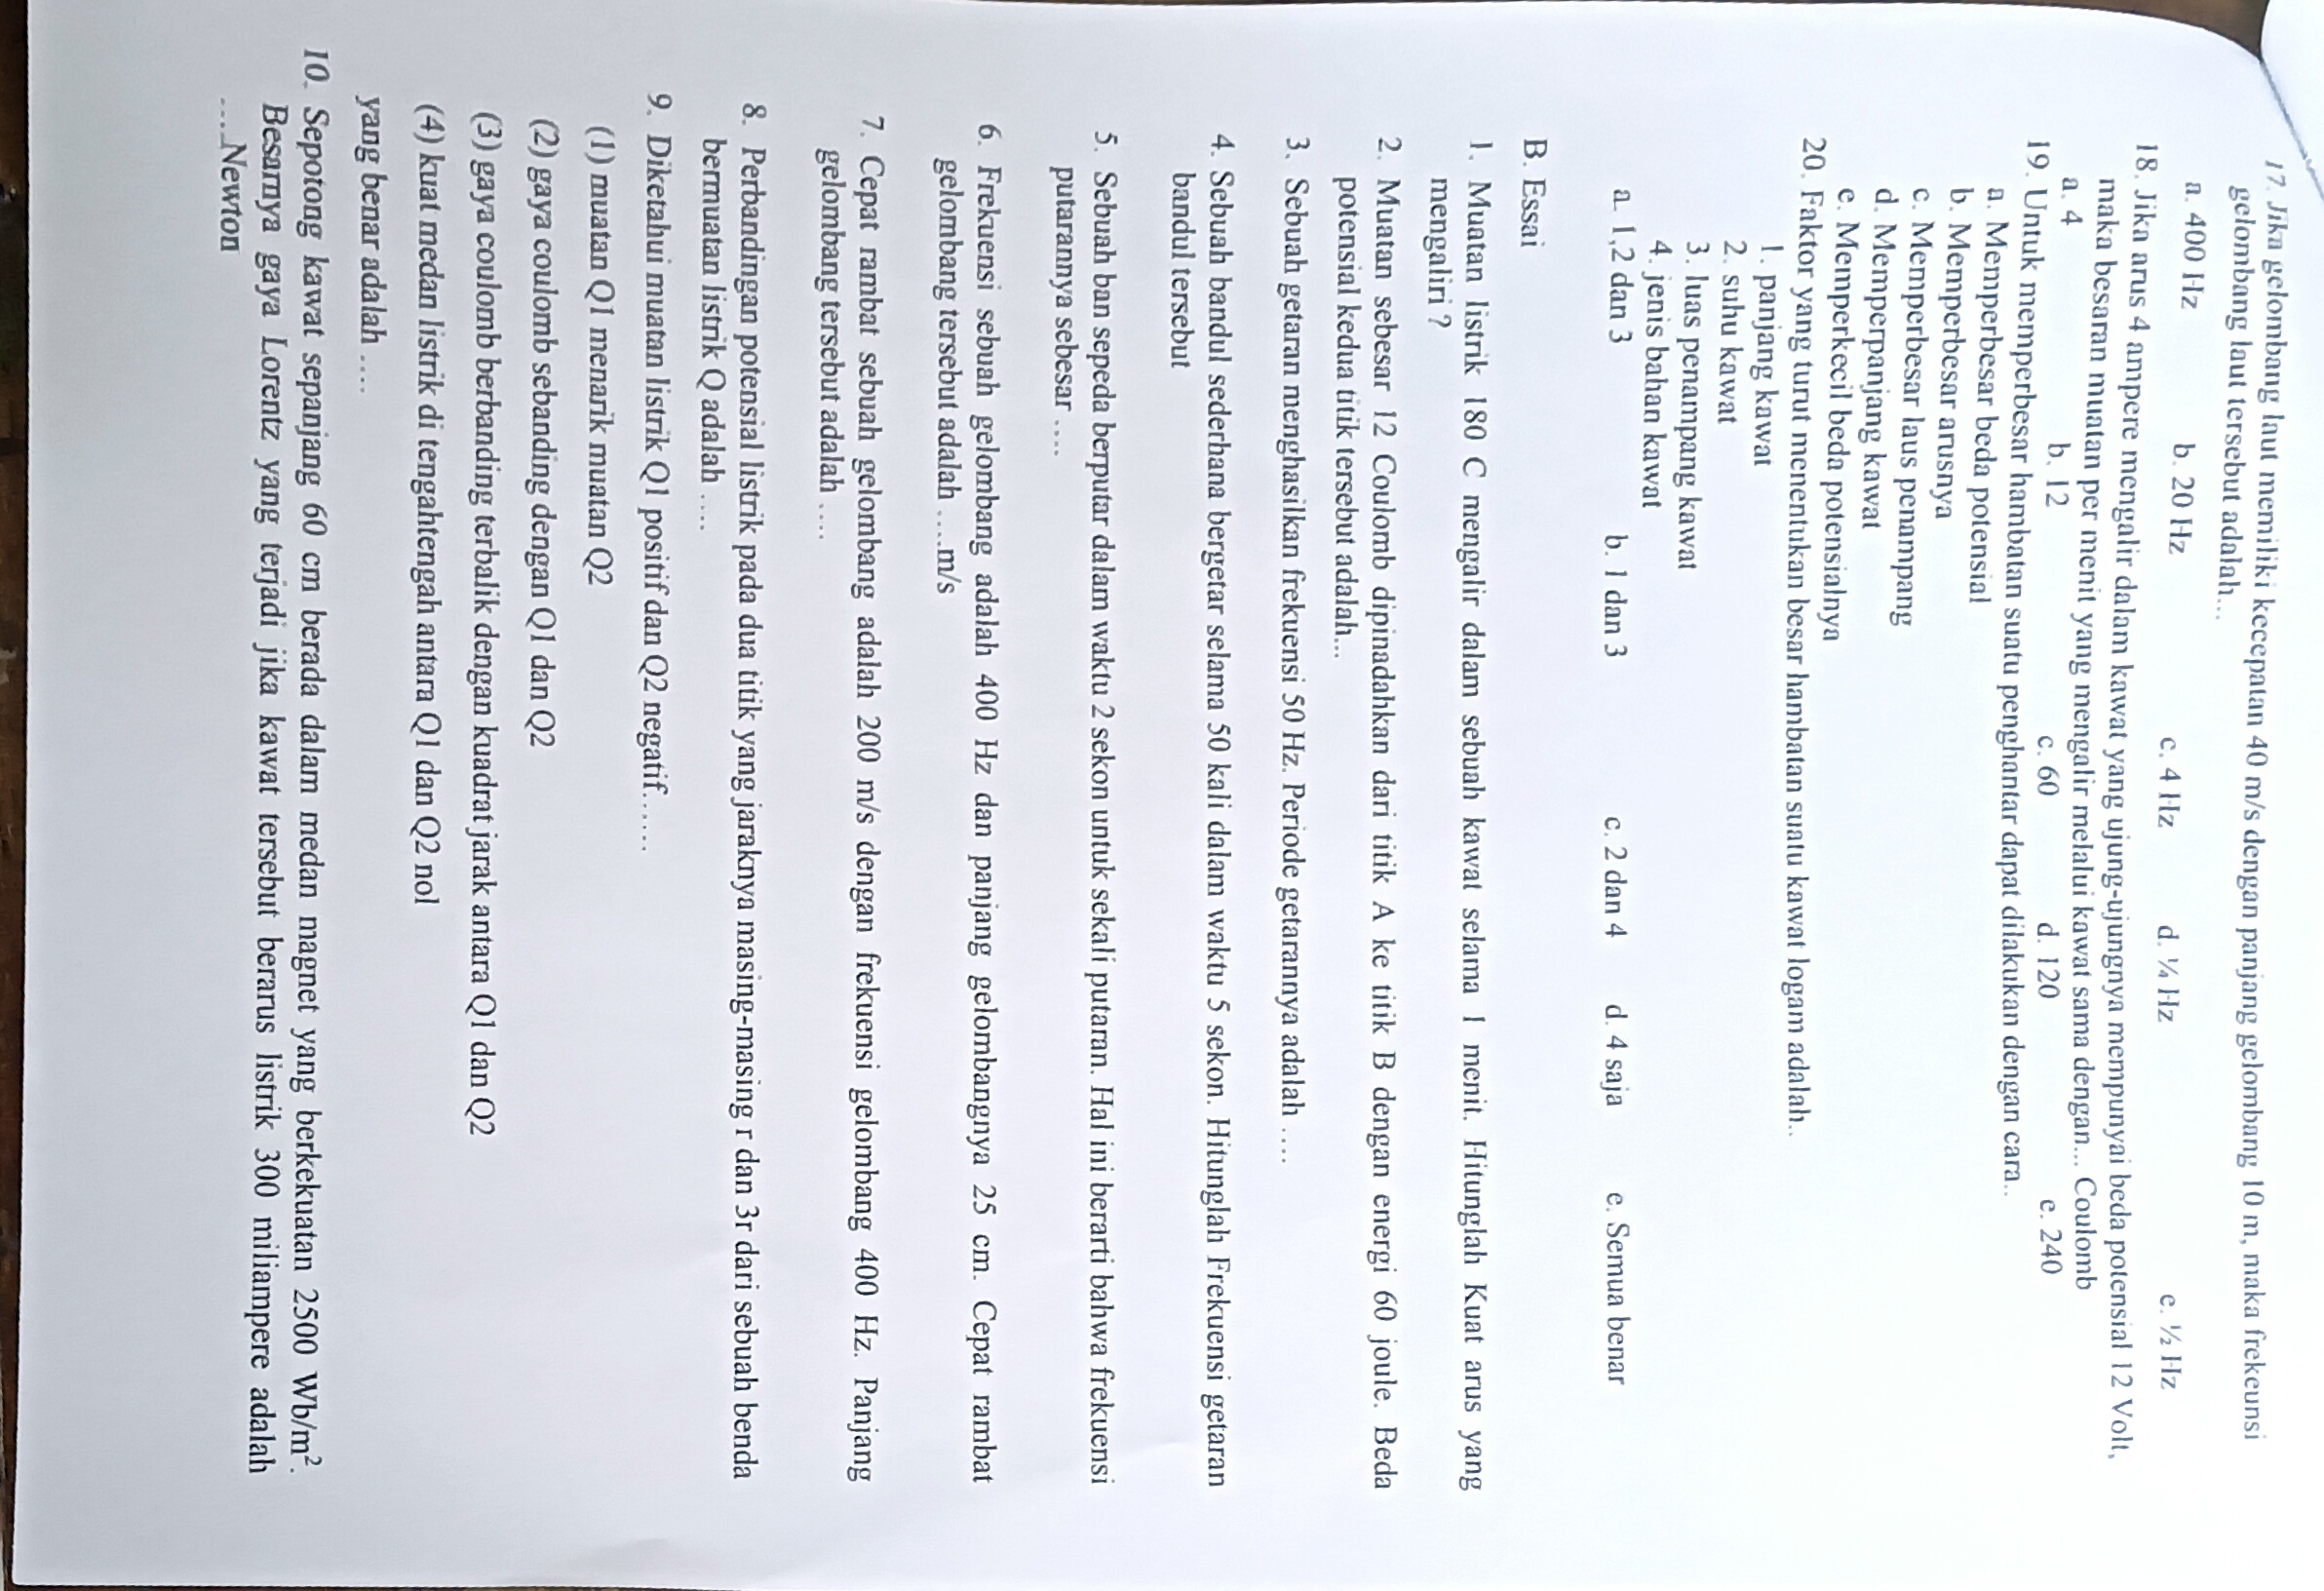 17. Jika gelombang laut memiliki kecepatan 40 m/s dengan panjang gelombang 10 m, maka frekeunsi
gelombang laut tersebut adalah...
a. 400 Hz b. 20 Hz c. 4 Hz d. ¼ Hz e. ½ Hz
18. Jika arus 4 ampere mengalir dalam kawat yang ujung-ujungnya mempunyai beda potensial 12 Volt,
maka besaran muatan per menit yang mengalir melalui kawat sama dengan... Coulomb
a. 4 b. 12 c. 60 d. 120 e. 240
19. Untuk memperbesar hambatan suatu penghantar dapat dilakukan dengan cara..
a. Memperbesar beda potensial
b. Memperbesar arusnya
c. Memperbesar laus penampang
d. Memperpanjang kawat
e. Memperkecil beda potensialnya
20. Faktor yang turut menentukan besar hambatan suatu kawat logam adalah..
1. panjang kawat
2. suhu kawat
3. luas penampang kawat
4. jenis bahan kawat
a. 1,2 dan 3 b. 1 dan 3 c. 2 dan 4 d. 4 saja e. Semua benar
B. Essai
1. Muatan listrik 180 C mengalir dalam sebuah kawat selama 1 menit. Hitunglah Kuat arus yang
mengaliri ?
2. Muatan sebesar 12 Coulomb dipinadahkan dari titik A ke titik B dengan energi 60 joule. Beda
potensial kedua titik tersebut adalah...
3. Sebuah getaran menghasilkan frekuensi 50 Hz. Periode getarannya adalah ....
4. Sebuah bandul sederhana bergetar selama 50 kali dalam waktu 5 sekon. Hitunglah Frekuensi getaran
bandul tersebut
5. Sebuah ban sepeda berputar dalam waktu 2 sekon untuk sekali putaran. Hal ini berarti bahwa frekuensi
putarannya sebesar ....
6. Frekuensi sebuah gelombang adalah 400 Hz dan panjang gelombangnya 25 cm. Cepat rambat
gelombang tersebut adalah ....m/s
7. Cepat rambat sebuah gelombang adalah 200 m/s dengan frekuensi gelombang 400 Hz. Panjang
gelombang tersebut adalah ....
8. Perbandingan potensial listrik pada dua titik yang jaraknya masing-masing r dan 3r dari sebuah benda
bermuatan listrik Q adalah ....
9. Diketahui muatan listrik Q1 positif dan Q2 negatif......
(1) muatan Q1 menarik muatan Q2
(2) gaya coulomb sebanding dengan Q1 dan Q2
(3) gaya coulomb berbanding terbalik dengan kuadrat jarak antara Q1 dan Q2
(4) kuat medan listrik di tengahtengah antara Q1 dan Q2 nol
yang benar adalah ....
10. Sepotong kawat sepanjang 60 cm berada dalam medan magnet yang berkekuatan 2500 Wb/m².
Besarnya gaya Lorentz yang terjadi jika kawat tersebut berarus listrik 300 miliampere adalah
....Newton